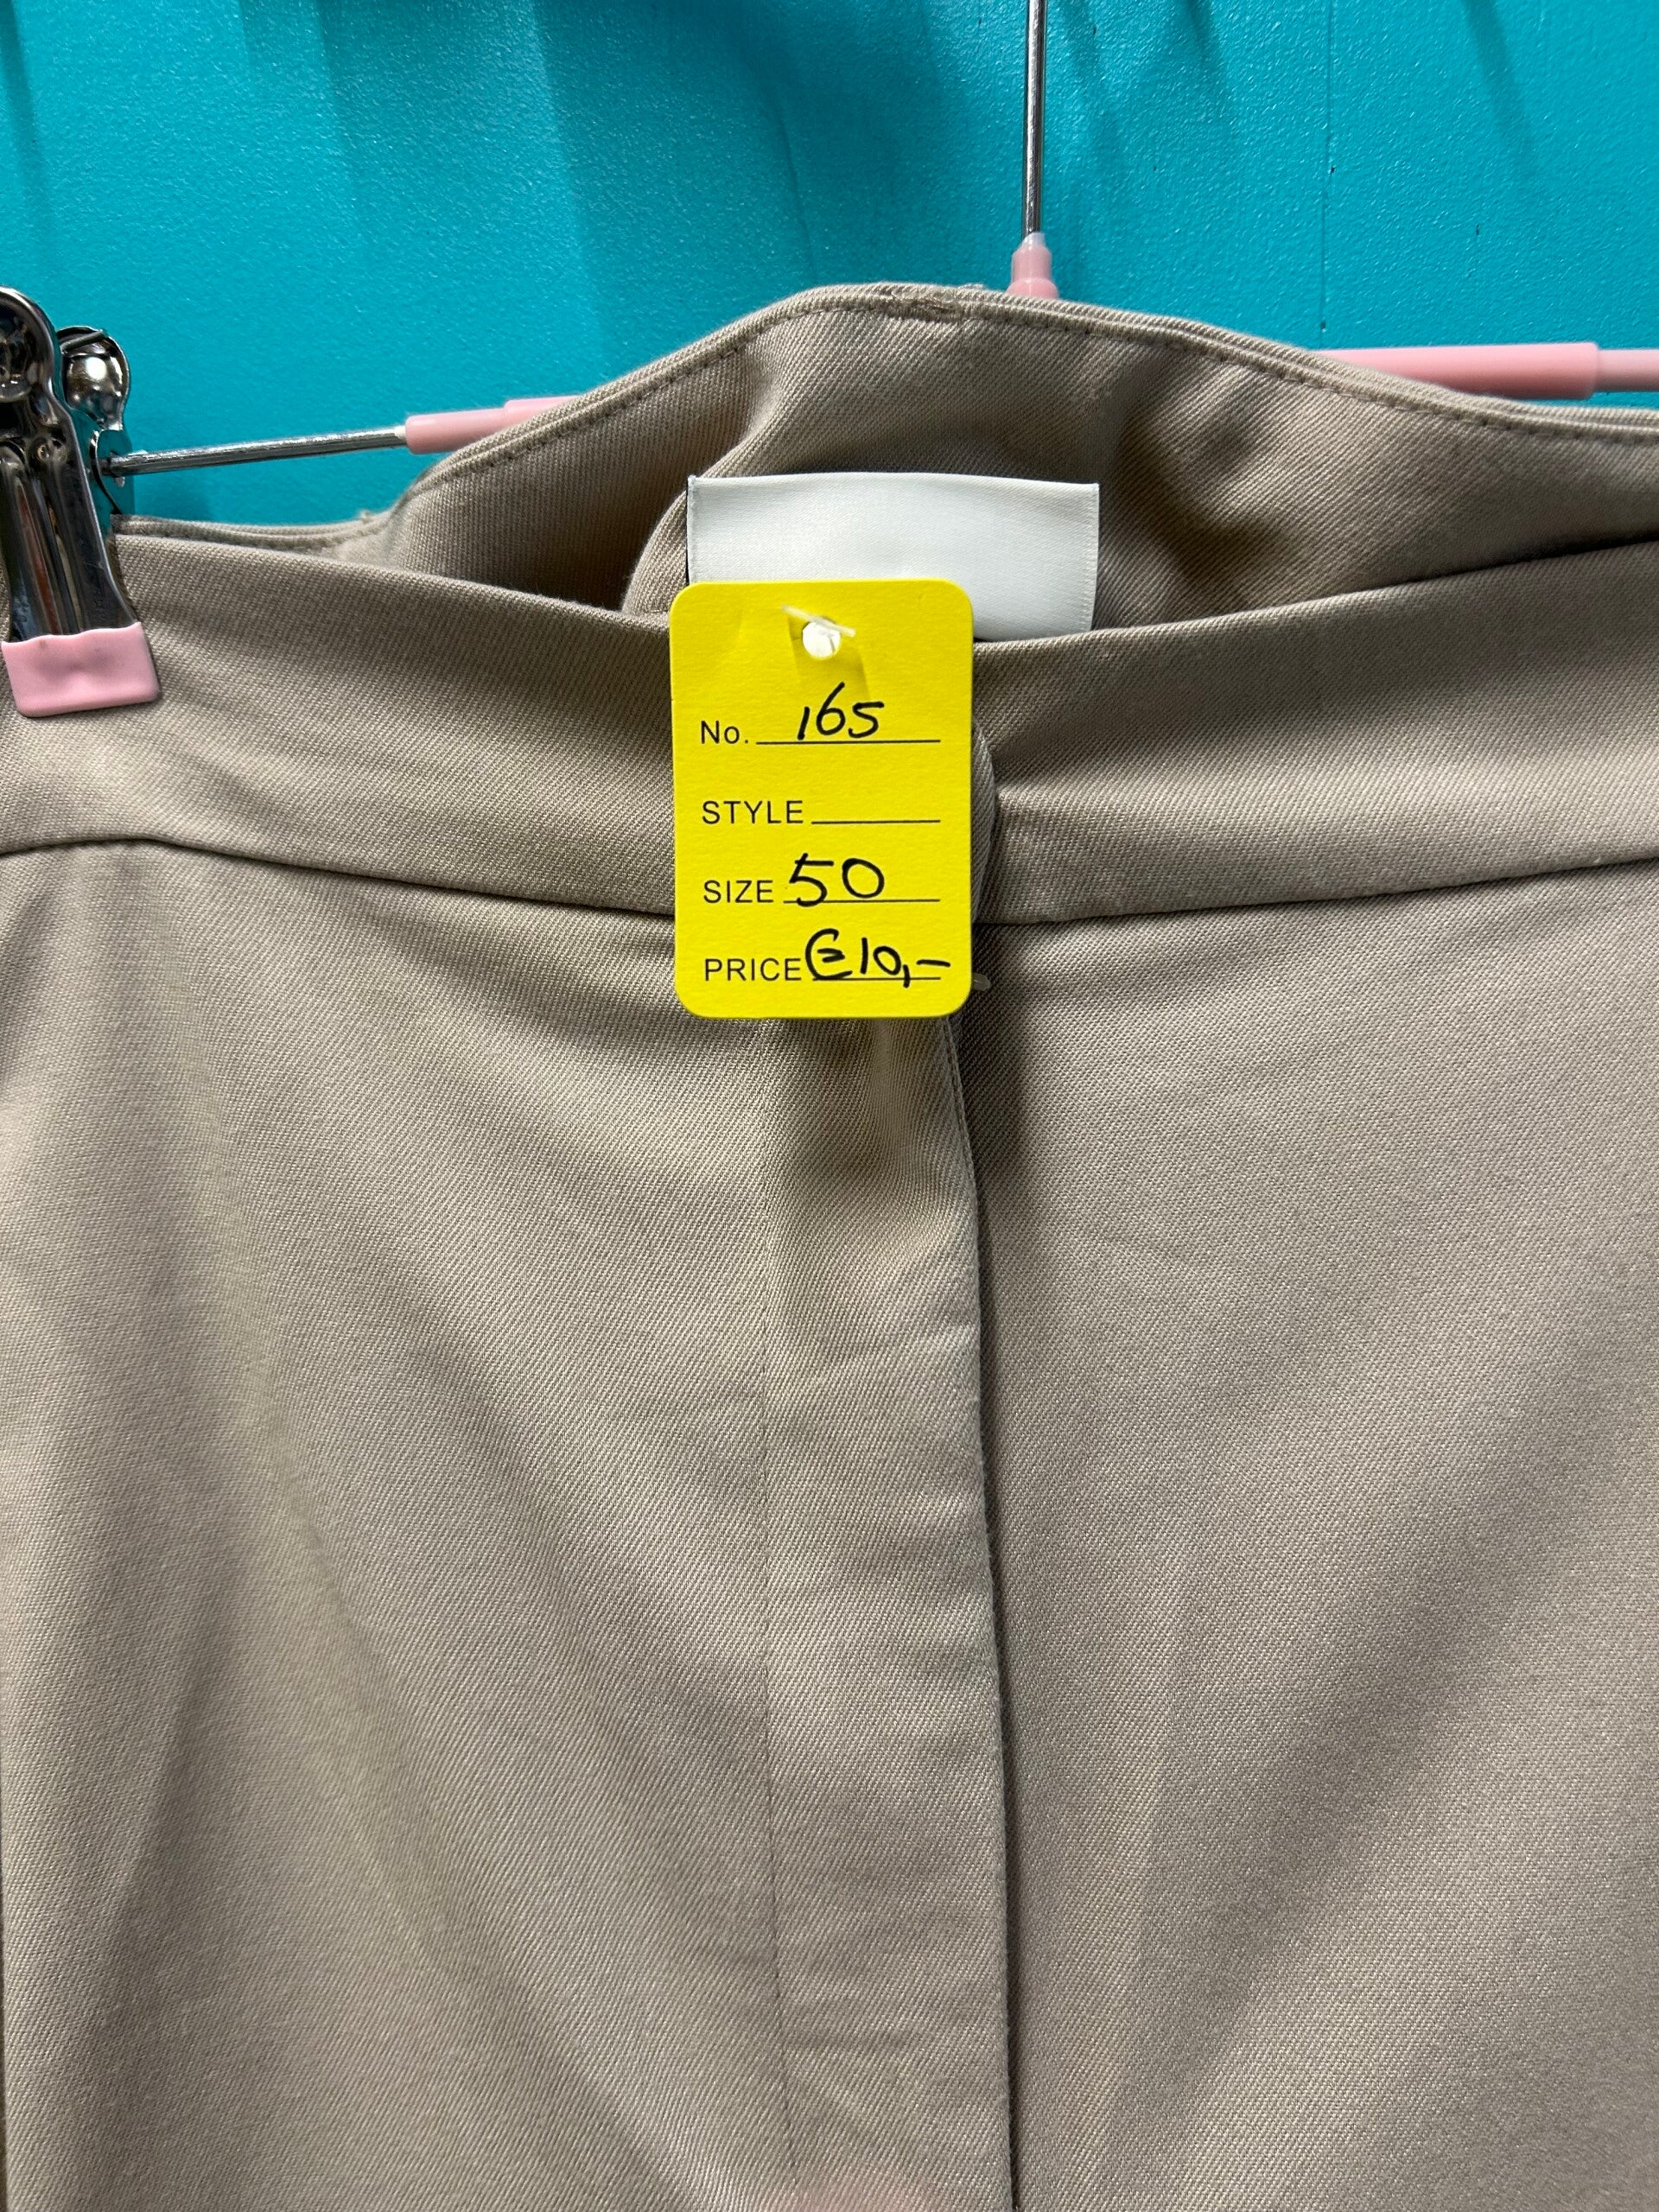 No. 165
STYLE
SIZE 50
PRICE €10,-